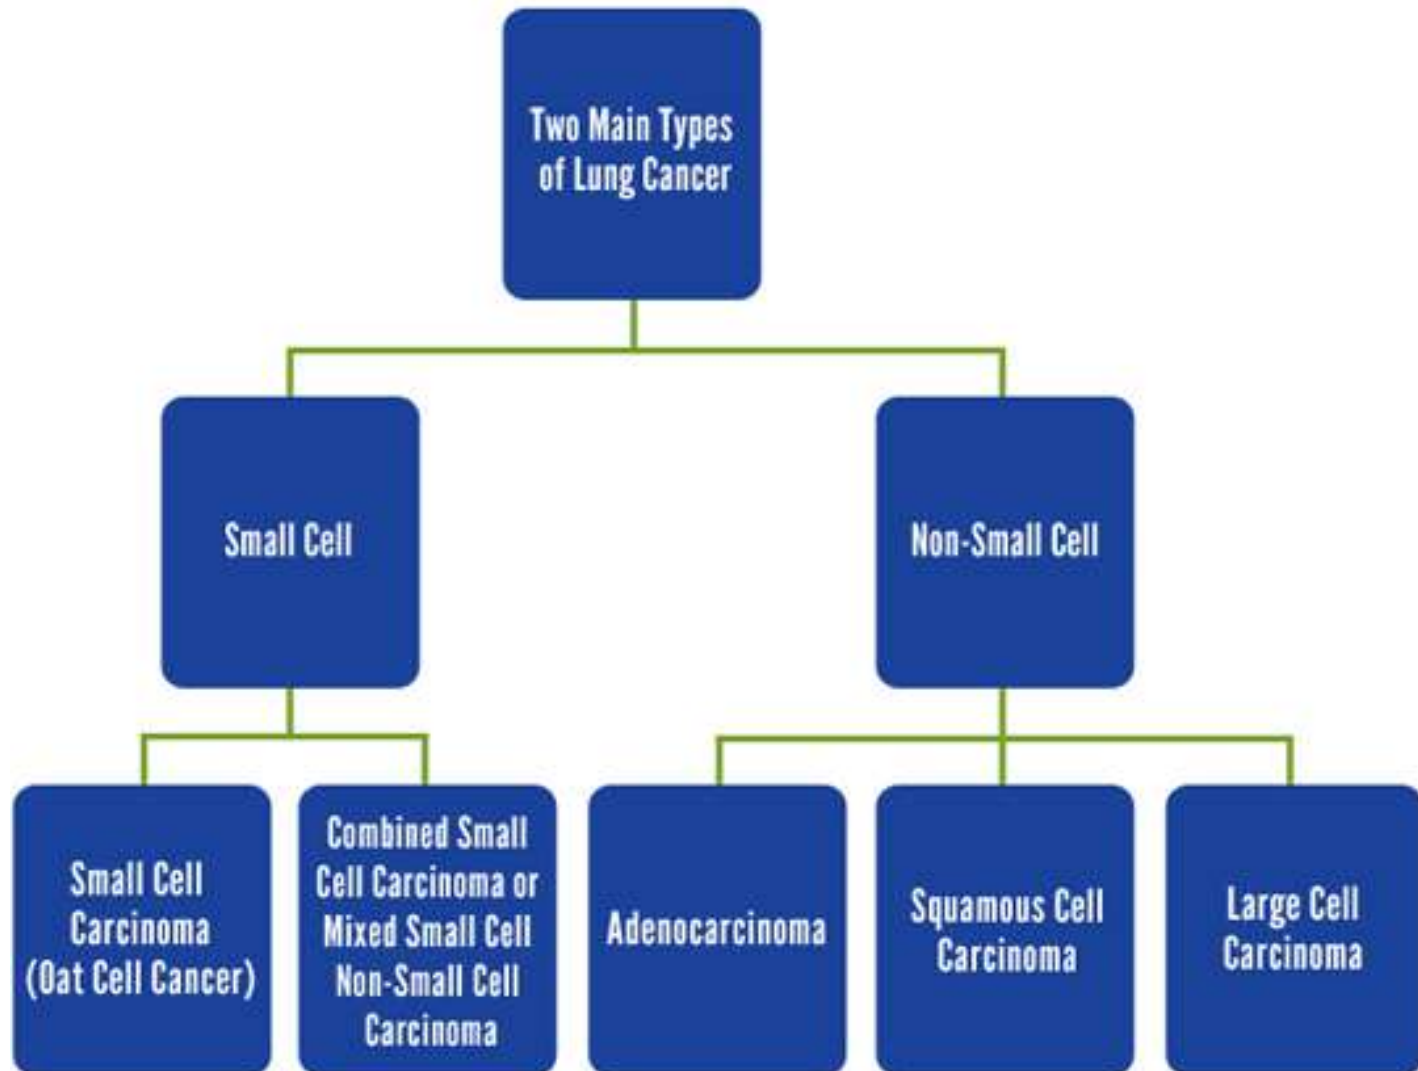 Two Main Types
of Lung Cancer
Small Cell
Non-Small Cell
Small Cell
Carcinoma
(Oat Cell Cancer)
Combined Small
Cell Carcinoma or
Mixed Small Cell
Non-Small Cell
Carcinoma
Adenocarcinoma
Squamous Cell
Carcinoma
Large Cell
Carcinoma